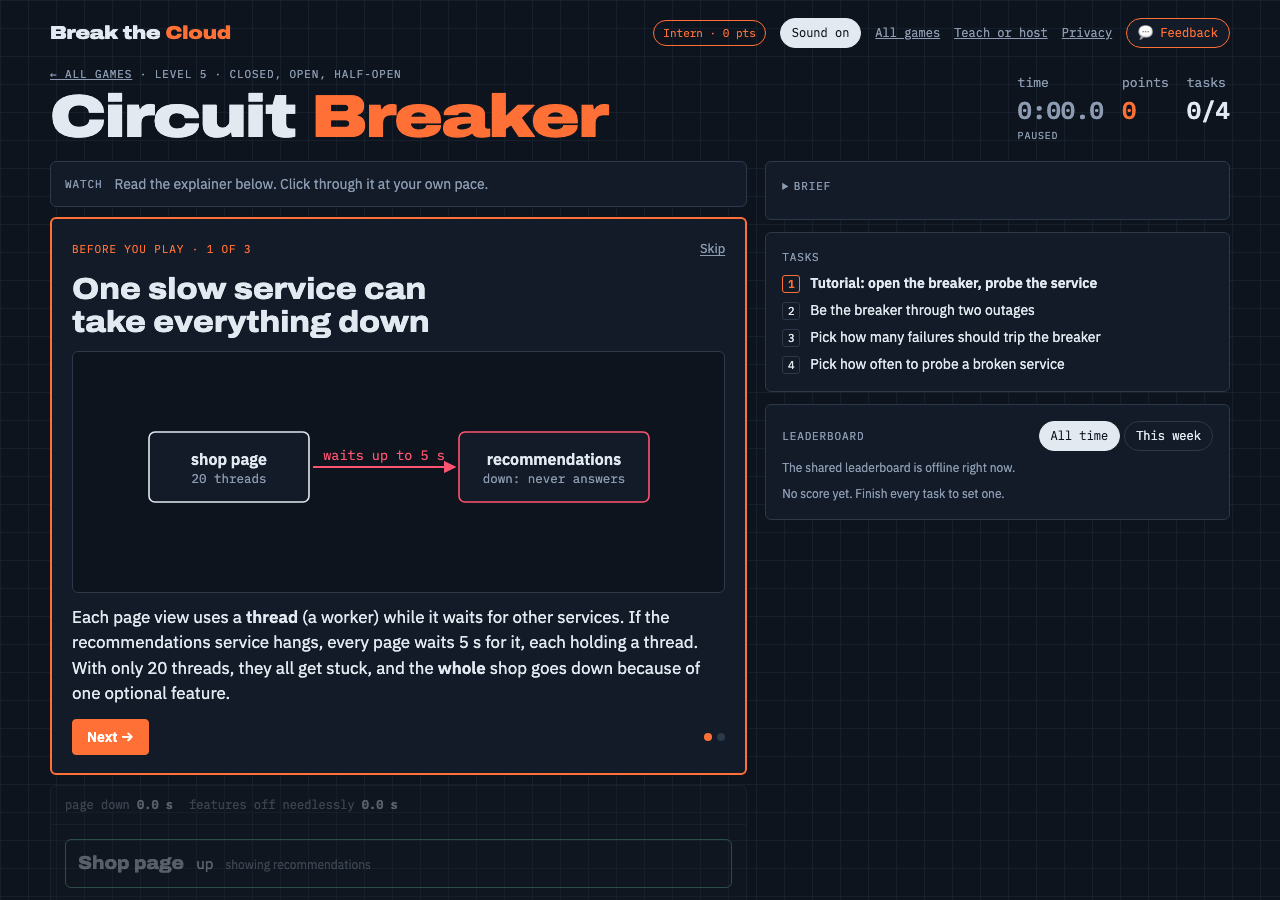 Break the Cloud
Intern · 0 pts
Sound on
All games
Teach or host
Privacy
💬 Feedback
← ALL GAMES · LEVEL 5 · CLOSED, OPEN, HALF-OPEN
Circuit Breaker
time
0:00.0
PAUSED
points
0
tasks
0/4
WATCH Read the explainer below. Click through it at your own pace.
BEFORE YOU PLAY · 1 OF 3
Skip
One slow service can
take everything down
shop page
20 threads
waits up to 5 s
recommendations
down: never answers
Each page view uses a thread (a worker) while it waits for other services. If the
recommendations service hangs, every page waits 5 s for it, each holding a thread.
With only 20 threads, they all get stuck, and the whole shop goes down because of
one optional feature.
Next →
page down 0.0 s features off needlessly 0.0 s
Shop page up showing recommendations
▶ BRIEF
TASKS
1 Tutorial: open the breaker, probe the service
2 Be the breaker through two outages
3 Pick how many failures should trip the breaker
4 Pick how often to probe a broken service
LEADERBOARD
All time
This week
The shared leaderboard is offline right now.
No score yet. Finish every task to set one.